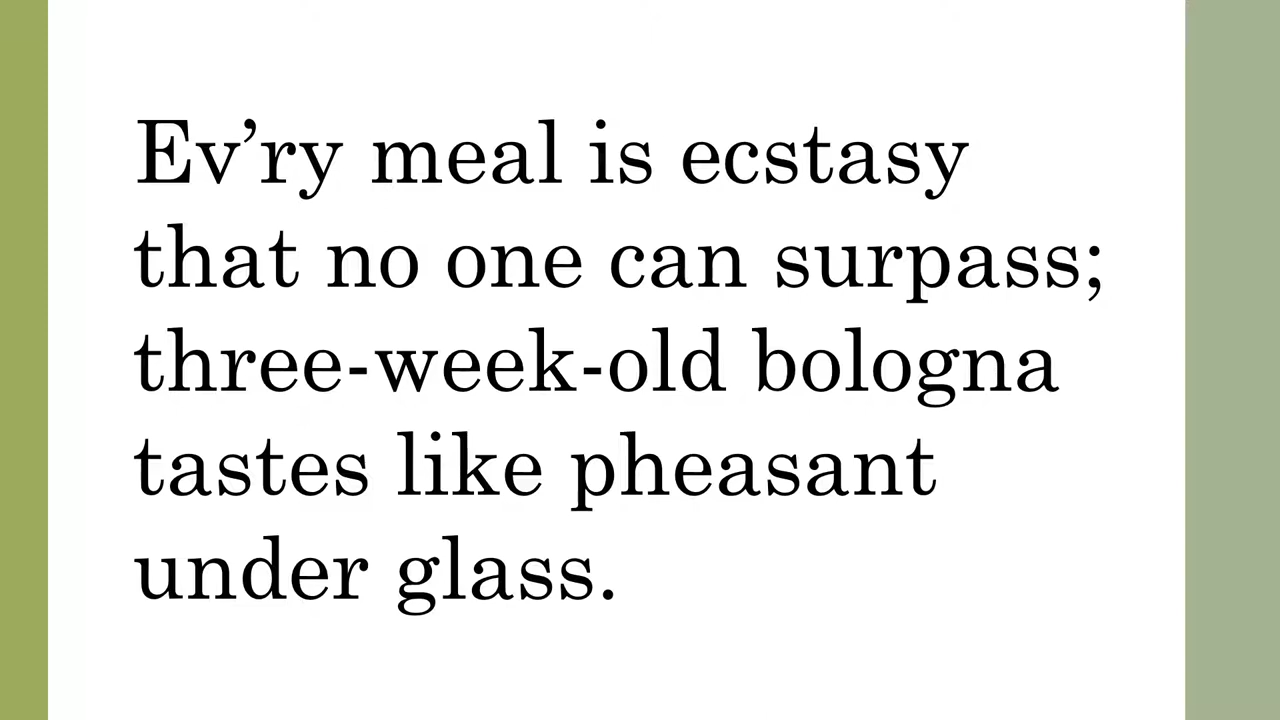 Ev’ry meal is ecstasy
that no one can surpass;
three-week-old bologna
tastes like pheasant
under glass.